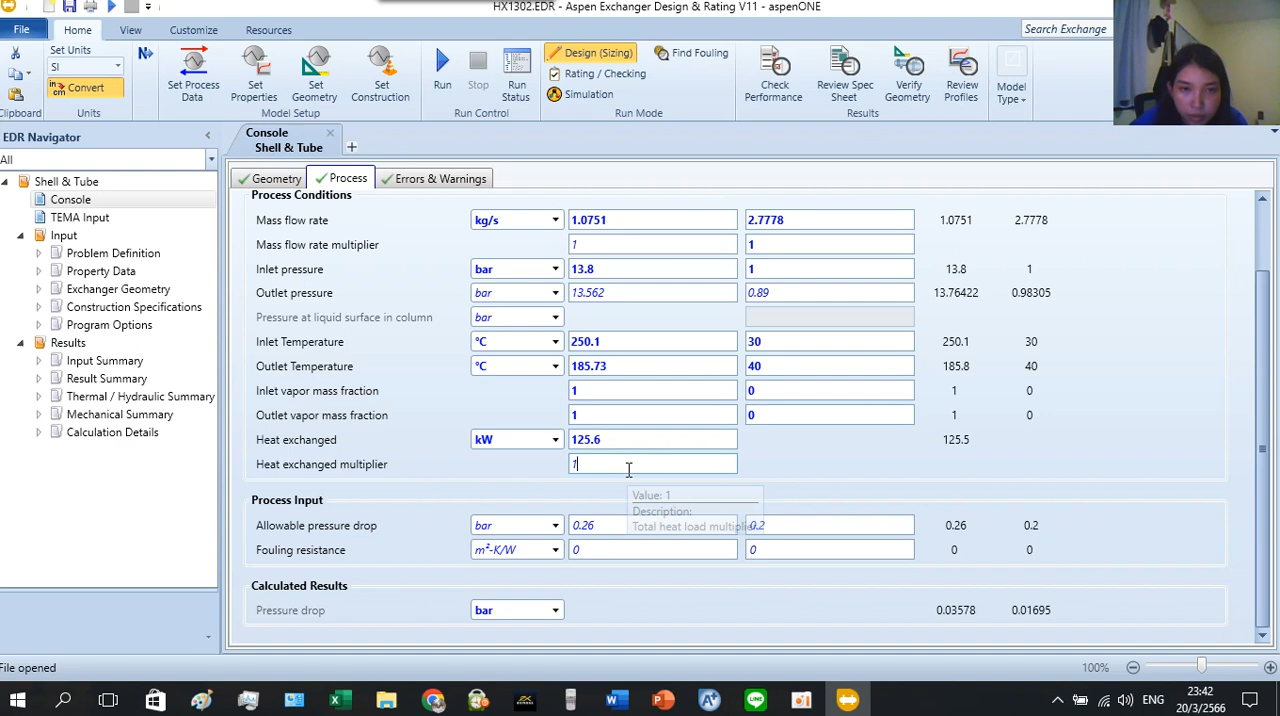 HX1302.EDR - Aspen Exchanger Design & Rating V11 - aspenONE
File Home View Customize Resources Search Exchange
Set Units
SI
Convert
Set Process Data
Set Properties
Set Geometry
Set Construction
Run
Stop
Run Status
Design (Sizing)
Rating / Checking
Simulation
Find Fouling
Check Performance
Review Spec Sheet
Verify Geometry
Review Profiles
Model Type
Clipboard Units Model Setup Run Control Run Mode Results
EDR Navigator
All
Shell & Tube
Console
TEMA Input
Input
Problem Definition
Property Data
Exchanger Geometry
Construction Specifications
Program Options
Results
Input Summary
Result Summary
Thermal / Hydraulic Summary
Mechanical Summary
Calculation Details
Console
Shell & Tube
Geometry Process Errors & Warnings
Process Conditions
Mass flow rate kg/s 1.0751 2.7778 1.0751 2.7778
Mass flow rate multiplier 1 1
Inlet pressure bar 13.8 1 13.8 1
Outlet pressure bar 13.562 0.89 13.76422 0.98305
Pressure at liquid surface in column bar
Inlet Temperature °C 250.1 30 250.1 30
Outlet Temperature °C 185.73 40 185.8 40
Inlet vapor mass fraction 1 0 1 0
Outlet vapor mass fraction 1 0 1 0
Heat exchanged kW 125.6 125.5
Heat exchanged multiplier 1
Value: 1
Description:
Total heat load multiplier
Process Input
Allowable pressure drop bar 0.26 0.2 0.26 0.2
Fouling resistance m²-K/W 0 0 0 0
Calculated Results
Pressure drop bar 0.03578 0.01695
File opened 100%
ENG 23:42
20/3/2566